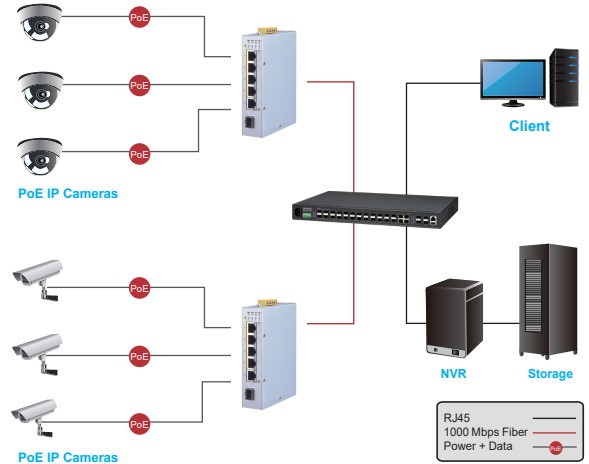 PoE
PoE
PoE
PoE IP Cameras
Client
PoE
PoE
PoE
PoE IP Cameras
NVR
Storage
RJ45
1000 Mbps Fiber
Power + Data
PoE